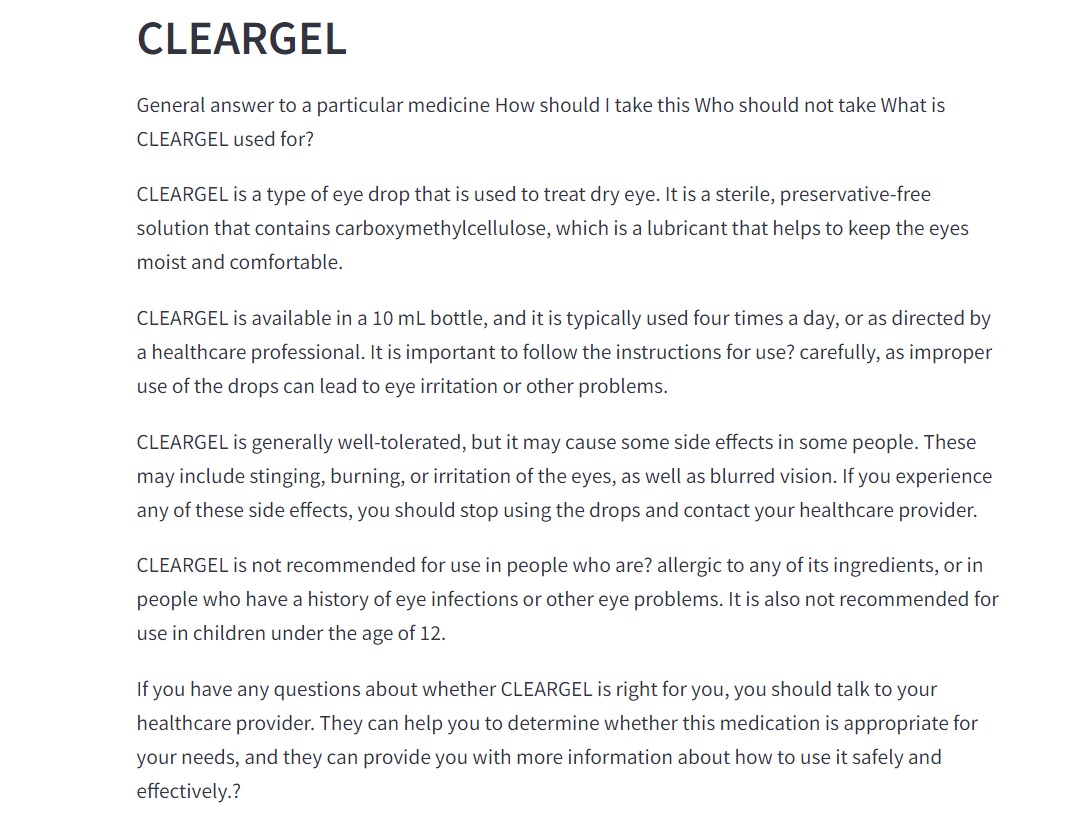 CLEARGEL
General answer to a particular medicine How should I take this Who should not take What is
CLEARGEL used for?
CLEARGEL is a type of eye drop that is used to treat dry eye. It is a sterile, preservative-free
solution that contains carboxymethylcellulose, which is a lubricant that helps to keep the eyes
moist and comfortable.
CLEARGEL is available in a 10 mL bottle, and it is typically used four times a day, or as directed by
a healthcare professional. It is important to follow the instructions for use? carefully, as improper
use of the drops can lead to eye irritation or other problems.
CLEARGEL is generally well-tolerated, but it may cause some side effects in some people. These
may include stinging, burning, or irritation of the eyes, as well as blurred vision. If you experience
any of these side effects, you should stop using the drops and contact your healthcare provider.
CLEARGEL is not recommended for use in people who are? allergic to any of its ingredients, or in
people who have a history of eye infections or other eye problems. It is also not recommended for
use in children under the age of 12.
If you have any questions about whether CLEARGEL is right for you, you should talk to your
healthcare provider. They can help you to determine whether this medication is appropriate for
your needs, and they can provide you with more information about how to use it safely and
effectively.?